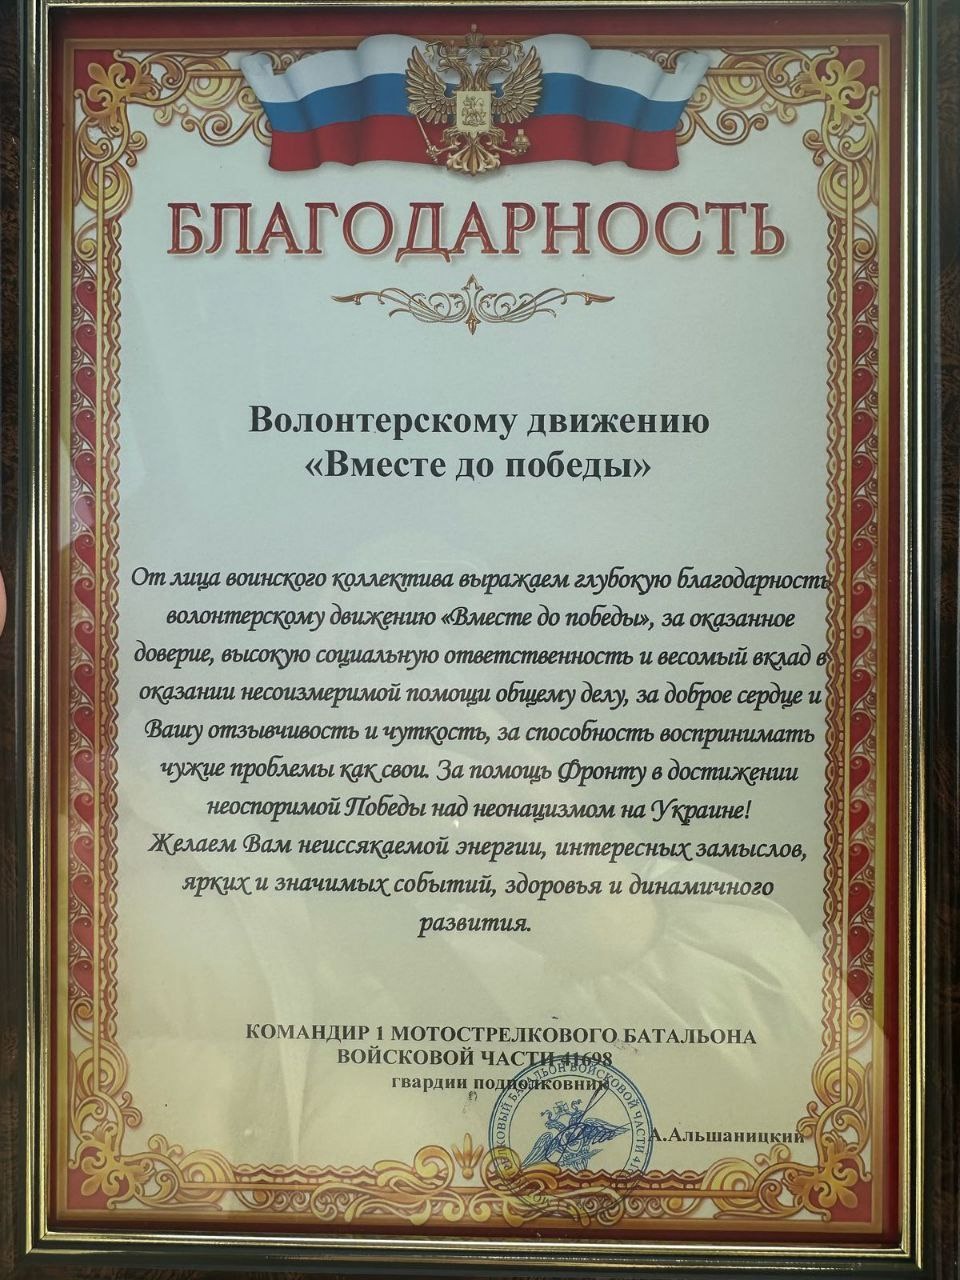 БЛАГОДАРНОСТЬ
Волонтерскому движению
«Вместе до победы»
От лица воинского коллектива выражаем глубокую благодарность
волонтерскому движению «Вместе до победы», за оказанное
доверие, высокую социальную ответственность и весомый вклад в
оказании несоизмеримой помощи общему делу, за доброе сердце и
Вашу отзывчивость и чуткость, за способность воспринимать
чужие проблемы как свои. За помощь Фронту в достижении
неоспоримой Победы над неонацизмом на Украине!
Желаем Вам неиссякаемой энергии, интересных замыслов,
ярких и значимых событий, здоровья и динамичного
развития.
КОМАНДИР 1 МОТОСТРЕЛКОВОГО БАТАЛЬОНА
ВОЙСКОВОЙ ЧАСТИ 41698
гвардии подполковник
БАТАЛЬОН ВОЙСКОВОЙ ЧАСТИ
А.Альшаницкий